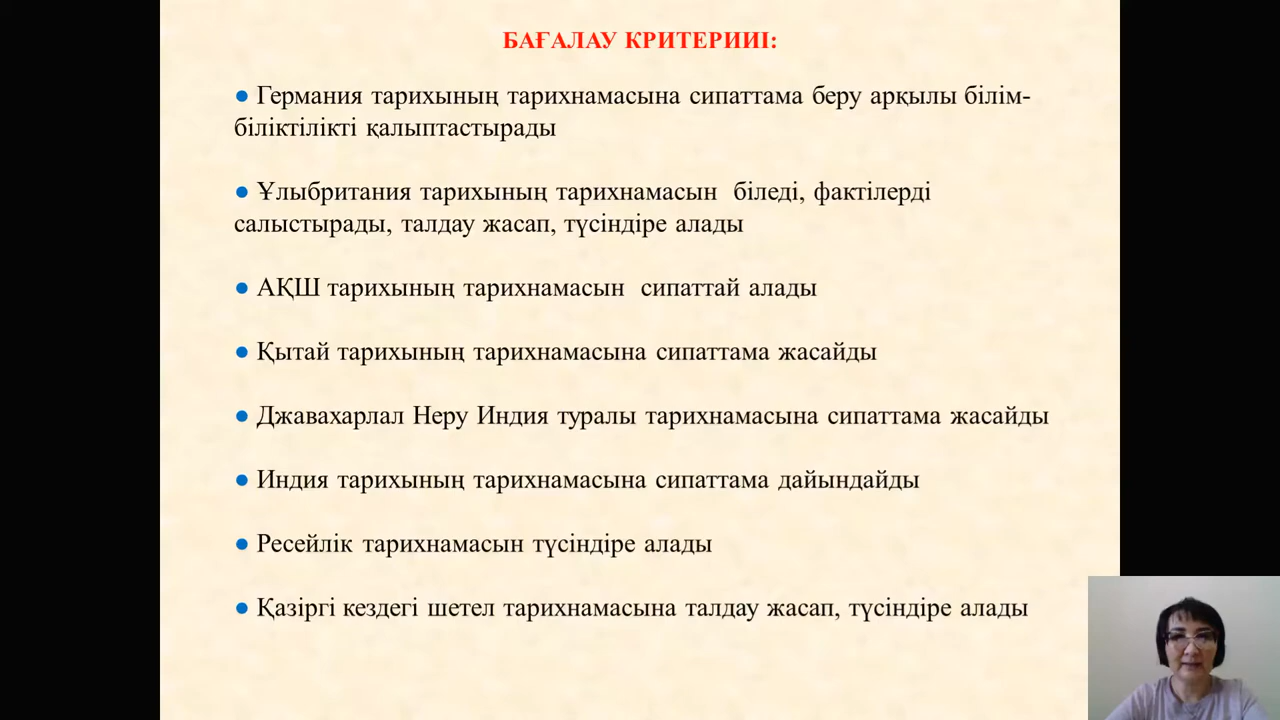 БАҒАЛАУ КРИТЕРИИІ:
● Германия тарихының тарихнамасына сипаттама беру арқылы білім-
біліктілікті қалыптастырады
● Ұлыбритания тарихының тарихнамасын біледі, фактілерді
салыстырады, талдау жасап, түсіндіре алады
● АҚШ тарихының тарихнамасын сипаттай алады
● Қытай тарихының тарихнамасына сипаттама жасайды
● Джавахарлал Неру Индия туралы тарихнамасына сипаттама жасайды
● Индия тарихының тарихнамасына сипаттама дайындайды
● Ресейлік тарихнамасын түсіндіре алады
● Қазіргі кездегі шетел тарихнамасына талдау жасап, түсіндіре алады